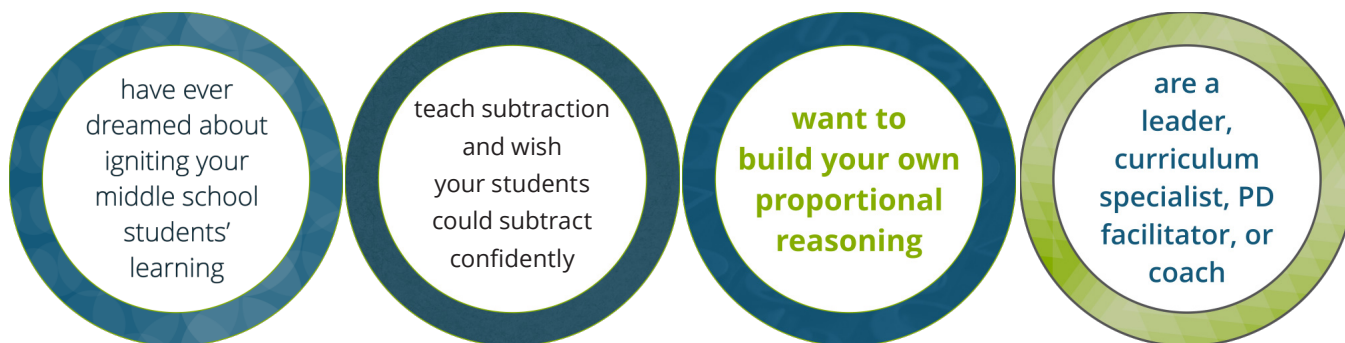 have ever
dreamed about
igniting your
middle school
students’
learning
teach subtraction
and wish
your students
could subtract
confidently
want to
build your own
proportional
reasoning
are a
leader,
curriculum
specialist, PD
facilitator, or
coach